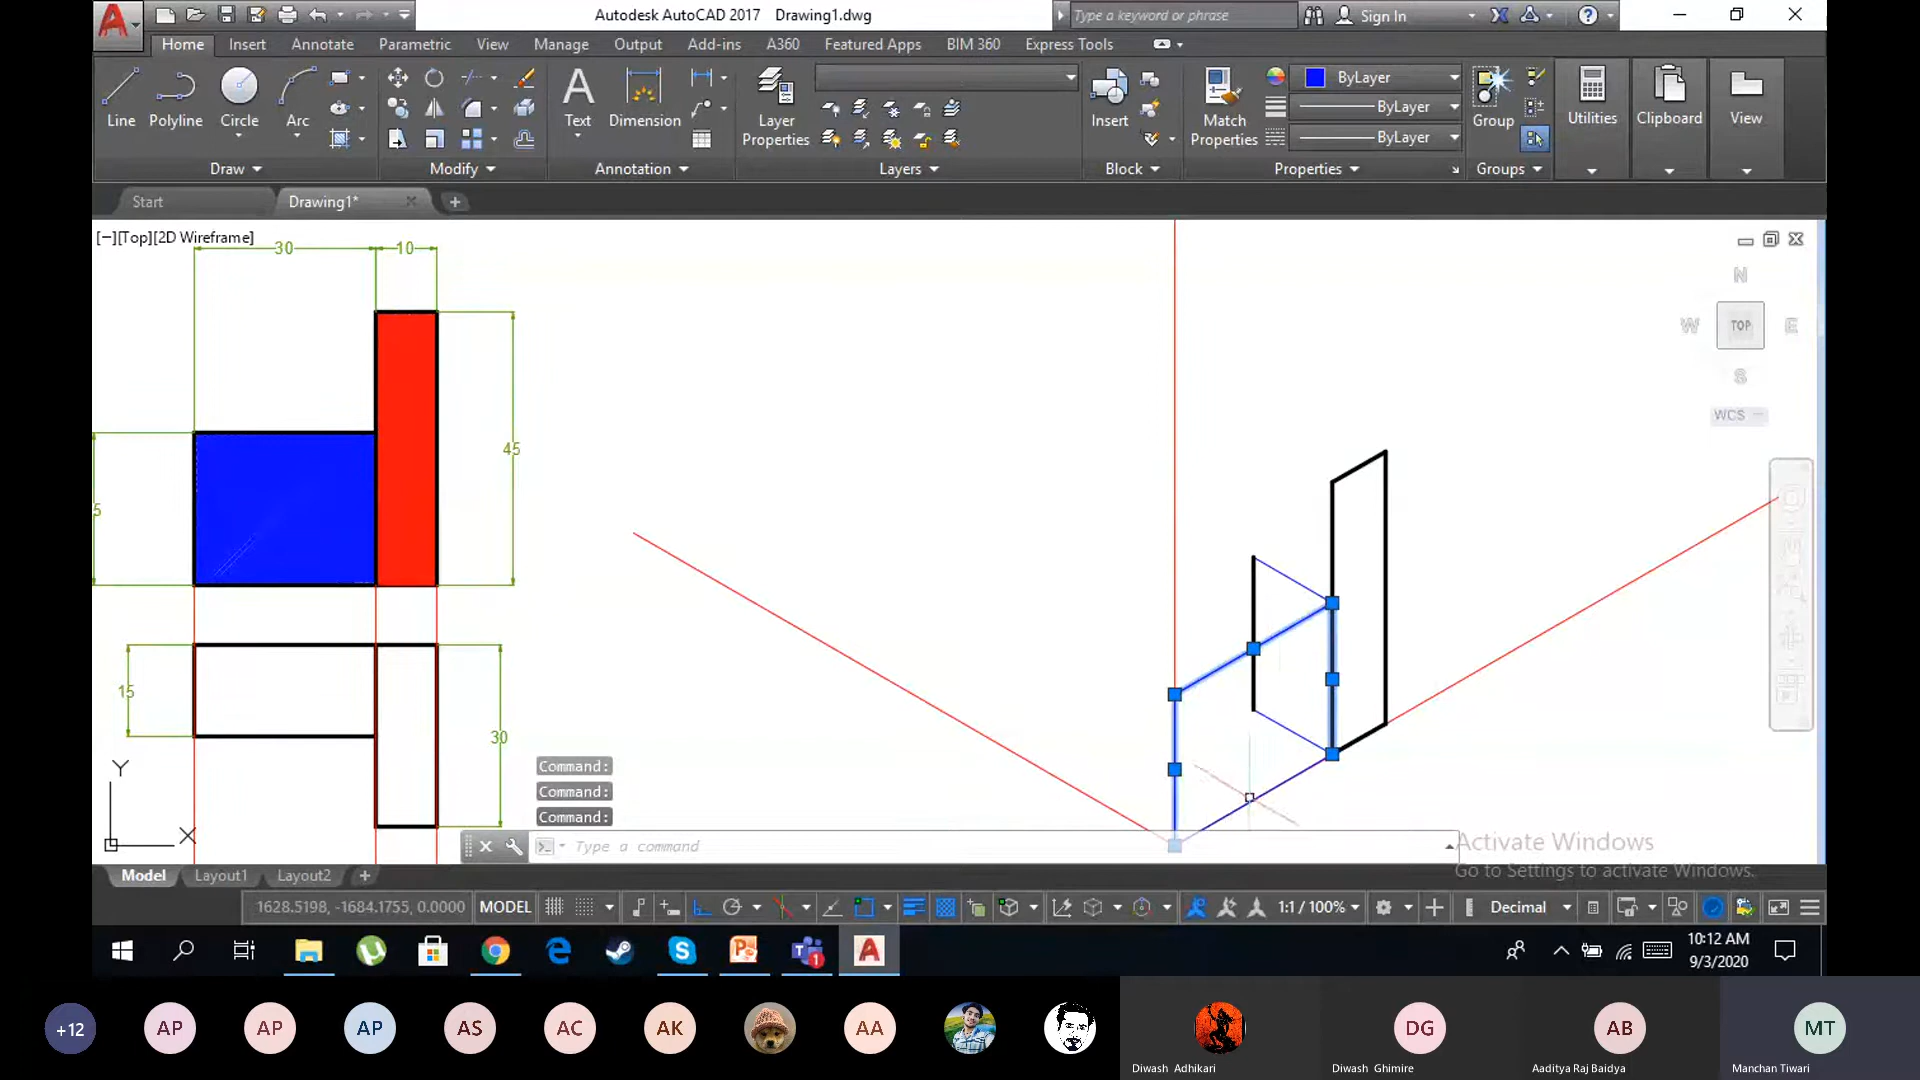 Autodesk AutoCAD 2017 Drawing1.dwg
Type a keyword or phrase
Sign In
Home Insert Annotate Parametric View Manage Output Add-ins A360 Featured Apps BIM 360 Express Tools
Line Polyline Circle Arc
Text Dimension
Layer Properties
Insert
Match Properties
ByLayer
ByLayer
ByLayer
Group
Utilities
Clipboard
View
Draw Modify Annotation Layers Block Properties Groups
Start Drawing1*
[−][Top][2D Wireframe]
30
10
45
5
15
30
N
W TOP E
S
WCS
Y
X
Command:
Command:
Command:
Type a command
Activate Windows
Go to Settings to activate Windows.
Model Layout1 Layout2
1628.5198, -1684.1755, 0.0000 MODEL 1:1 / 100% Decimal
1
10:12 AM
9/3/2020
+12 AP AP AP AS AC AK AA DG AB MT
Diwash Adhikari
Diwash Ghimire
Aaditya Raj Baidya
Manchan Tiwari